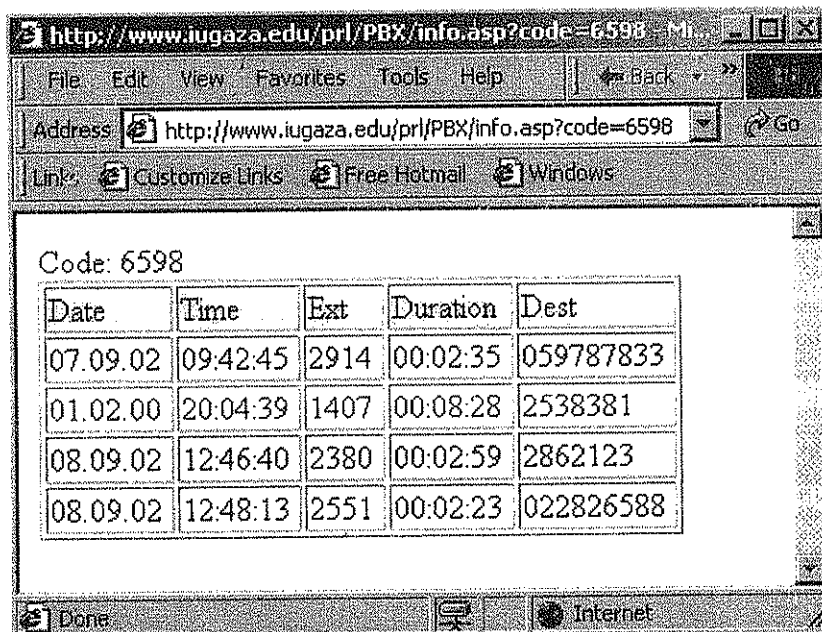 http://www.iugaza.edu/prl/PBX/info.asp?code=6598 - Mi...
File Edit View Favorites Tools Help Back »
Address http://www.iugaza.edu/prl/PBX/info.asp?code=6598 Go
Links Customize Links Free Hotmail Windows
Code: 6598
Date Time Ext Duration Dest
07.09.02 09:42:45 2914 00:02:35 059787833
01.02.00 20:04:39 1407 00:08:28 2538381
08.09.02 12:46:40 2380 00:02:59 2862123
08.09.02 12:48:13 2551 00:02:23 022826588
Done Internet